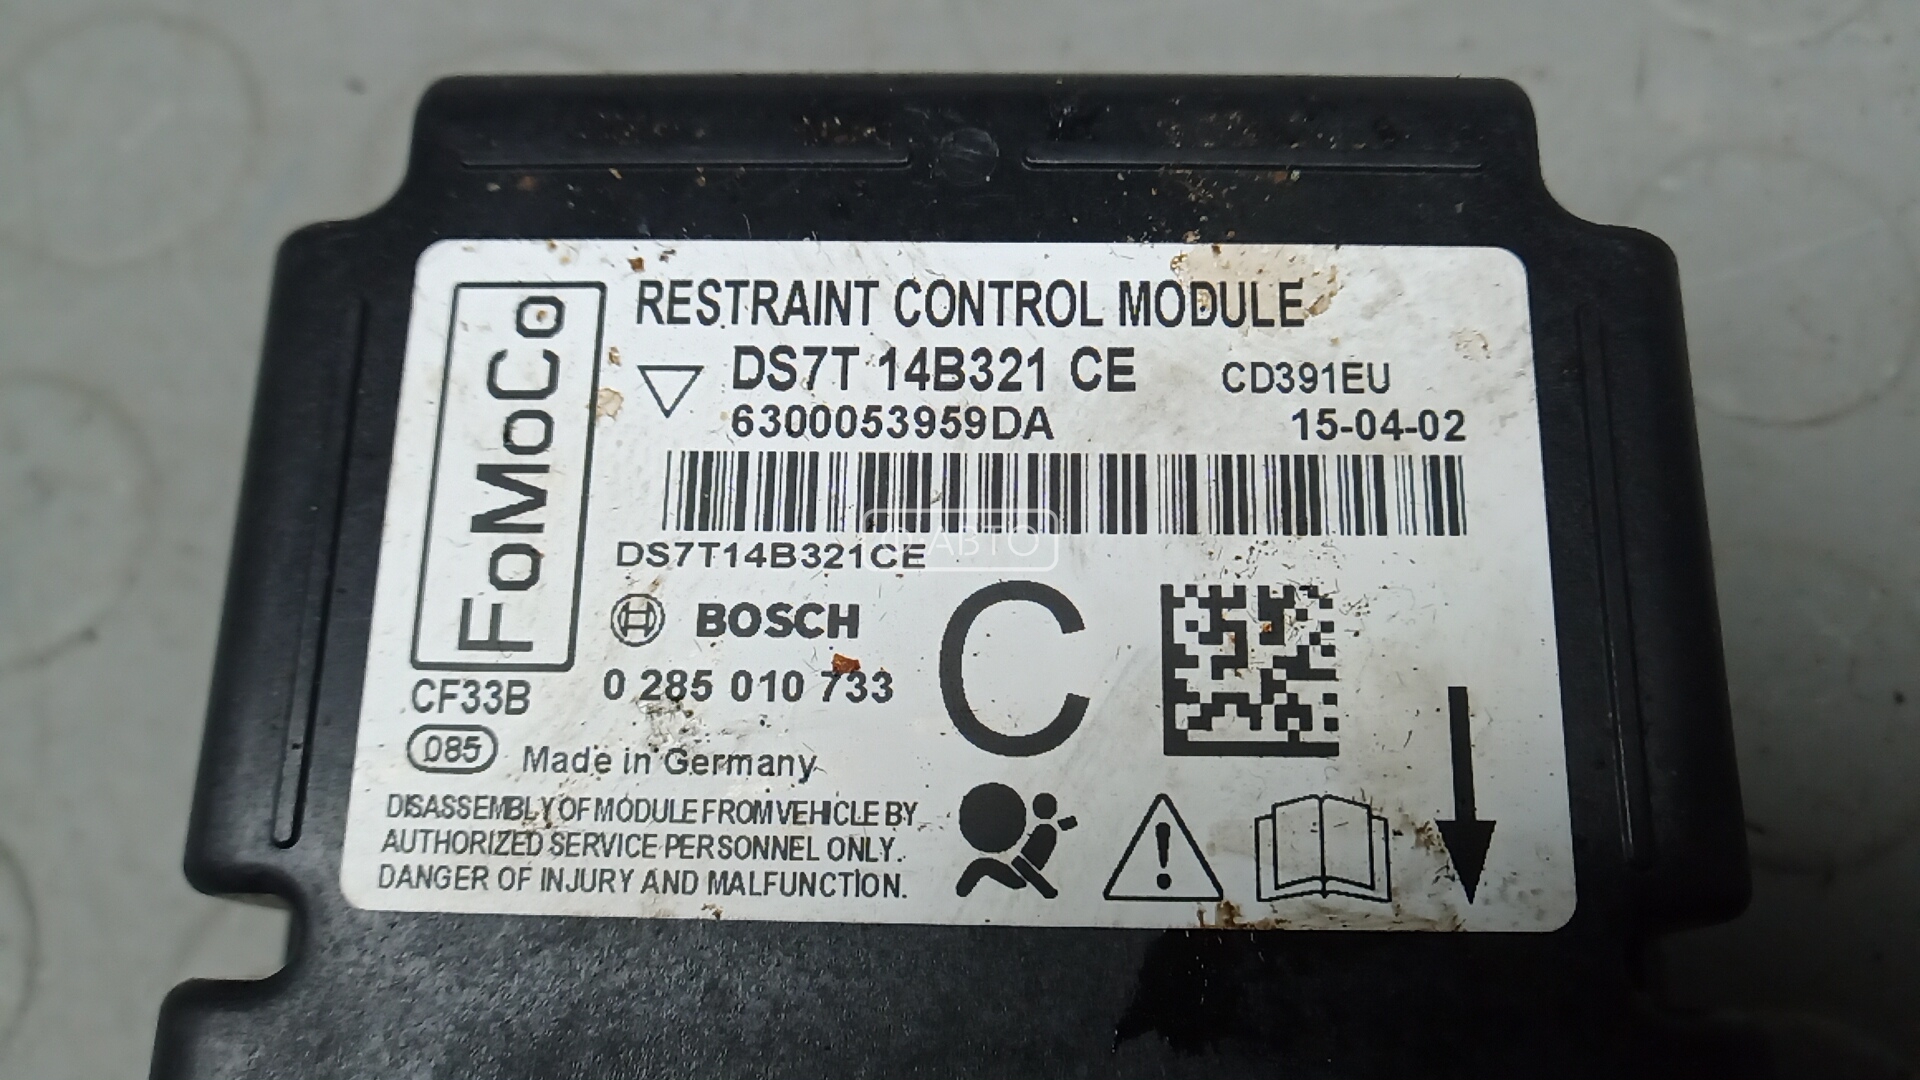 FoMoCo
RESTRAINT CONTROL MODULE
DS7T 14B321 CE CD391EU
6300053959DA 15-04-02
DS7T14B321CE
BOSCH
0 285 010 733
C
CF33B
085 Made in Germany
DISASSEMBLY OF MODULE FROM VEHICLE BY
AUTHORIZED SERVICE PERSONNEL ONLY.
DANGER OF INJURY AND MALFUNCTION.
АВТО